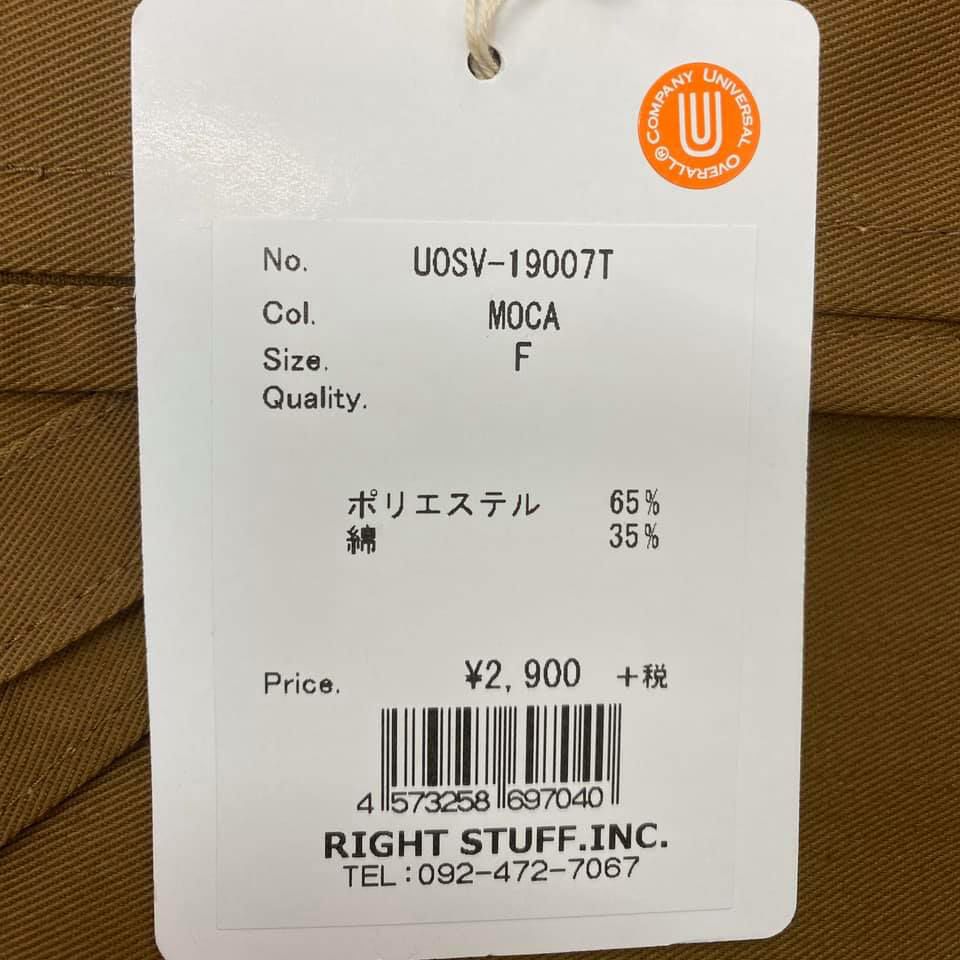 COMPANY UNIVERSAL OVERALL®
U
No. UOSV-19007T
Col. MOCA
Size. F
Quality.
ポリエステル 65%
綿 35%
Price. ¥2,900 +税
4 573258 697040
RIGHT STUFF.INC.
TEL:092-472-7067